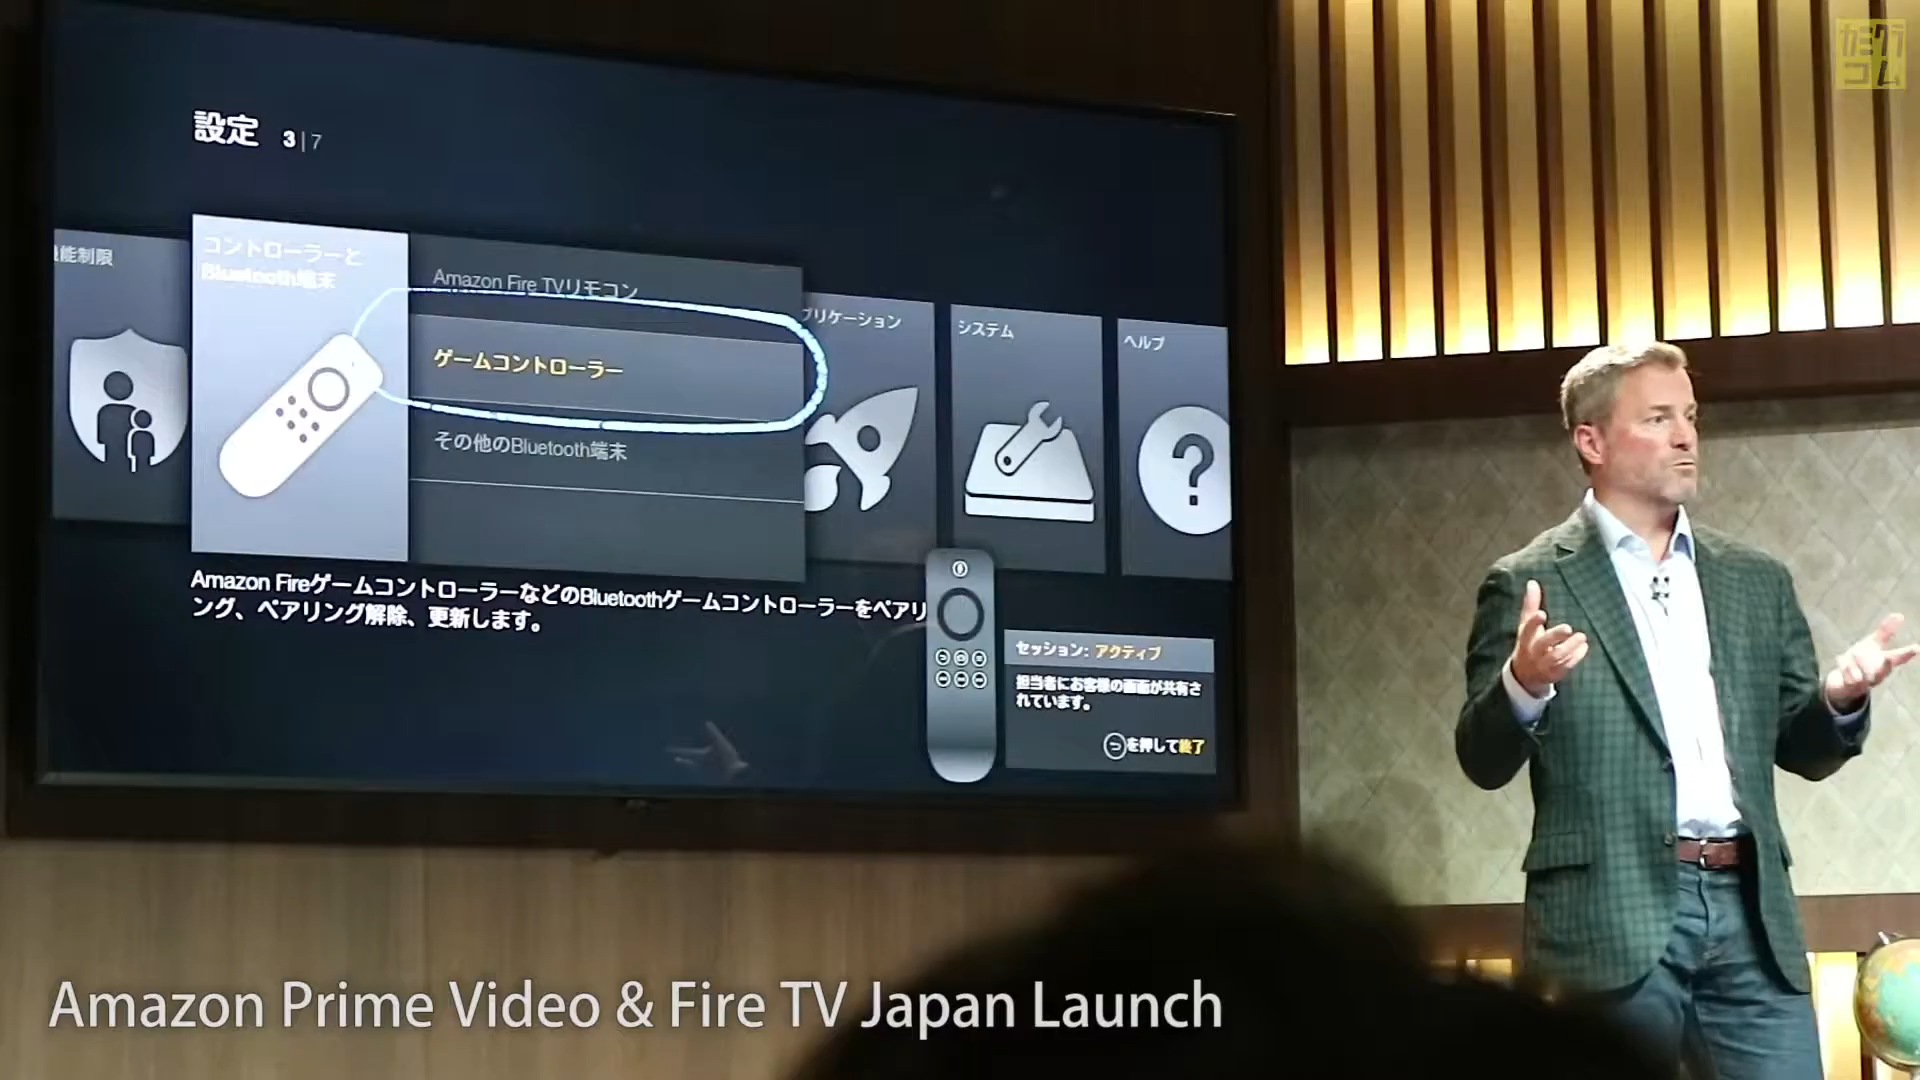 設定 3|7
能制限
コントローラーと
Bluetooth端末
Amazon Fire TVリモコン
ゲームコントローラー
その他のBluetooth端末
プリケーション
システム
ヘルプ
Amazon FireゲームコントローラーなどのBluetoothゲームコントローラーをペアリ
ング、ペアリング解除、更新します。
セッション: アクティブ
担当者にお客様の画面が共有さ
れています。
を押して終了
Amazon Prime Video & Fire TV Japan Launch
カミアプ
コム